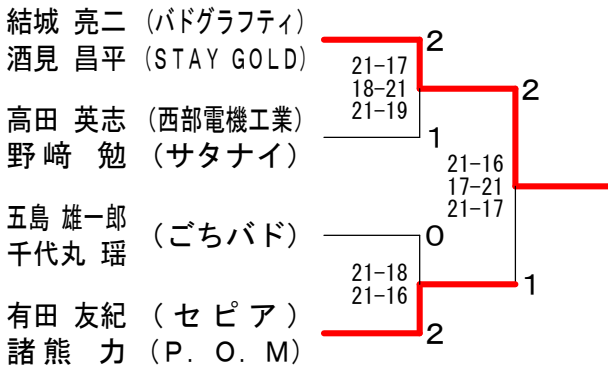 結城 亮二 (バドグラフティ)
酒見 昌平 (STAY GOLD)
2
21-17
18-21
21-19
2
高田 英志 (西部電機工業)
野﨑 勉 (サタナイ)
1
21-16
17-21
21-17
五島 雄一郎
千代丸 瑶
(ごちバド)
0
21-18
21-16
1
有田 友紀 (セピア)
諸熊 力 (P. O. M)
2